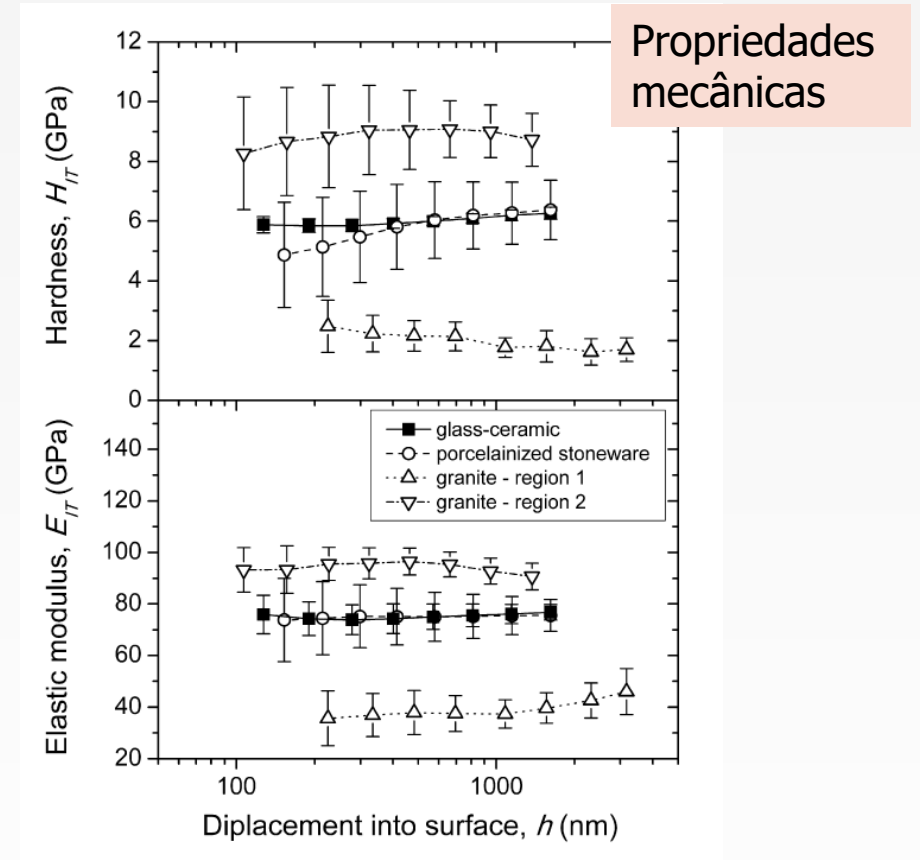 Propriedades
mecânicas
12
10
8
6
4
2
0
Hardness, H_IT (GPa)
glass-ceramic
porcelainized stoneware
granite - region 1
granite - region 2
140
120
100
80
60
40
20
Elastic modulus, E_IT (GPa)
100 1000
Diplacement into surface, h (nm)